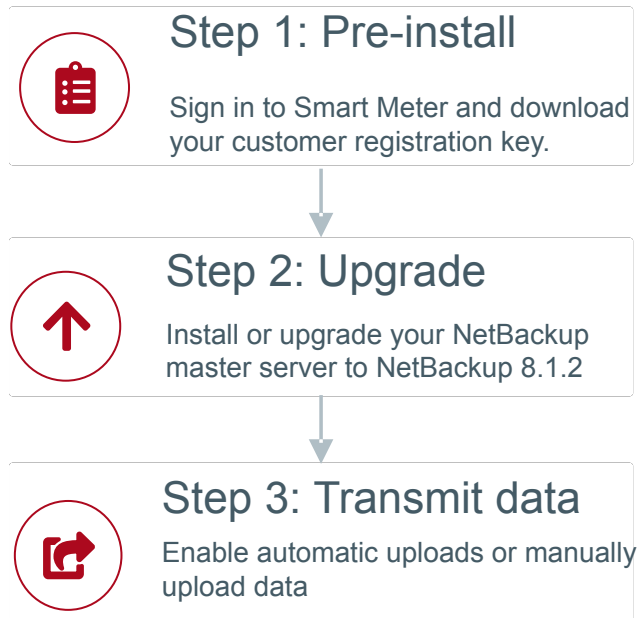 Step 1: Pre-install
Sign in to Smart Meter and download
your customer registration key.
Step 2: Upgrade
Install or upgrade your NetBackup
master server to NetBackup 8.1.2
Step 3: Transmit data
Enable automatic uploads or manually
upload data